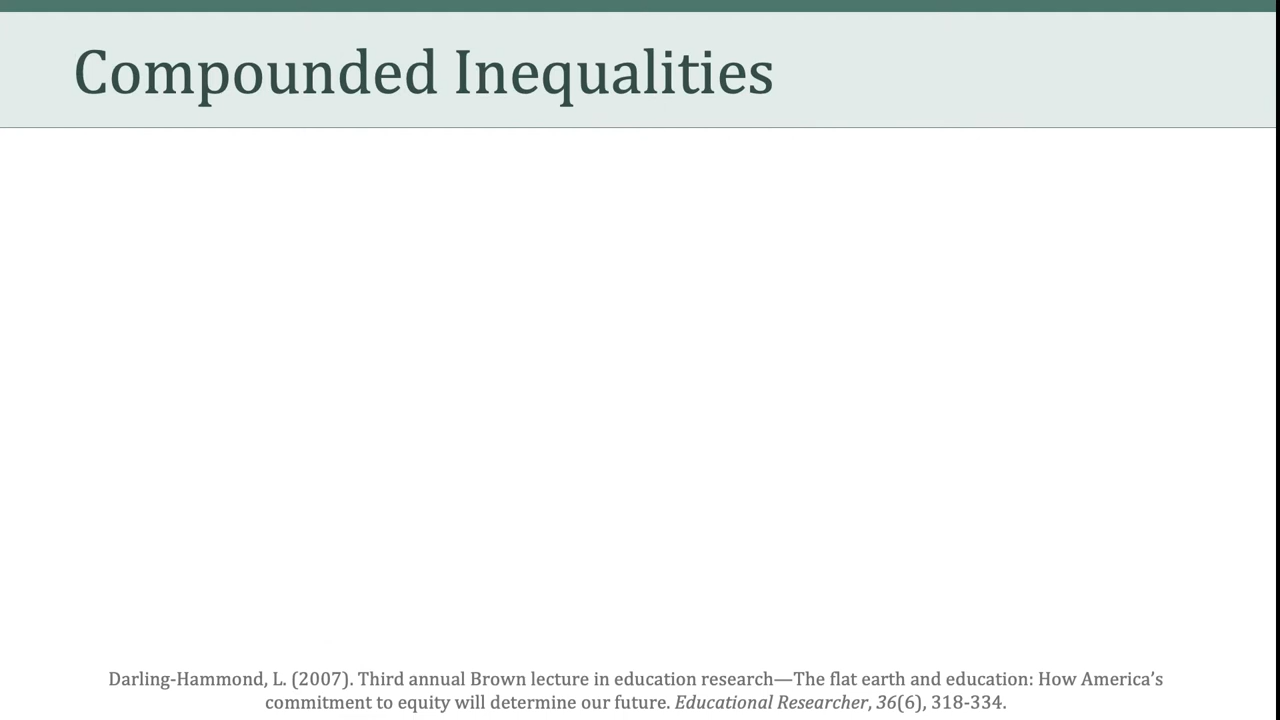 Compounded Inequalities
Darling-Hammond, L. (2007). Third annual Brown lecture in education research—The flat earth and education: How America’s
commitment to equity will determine our future. Educational Researcher, 36(6), 318-334.